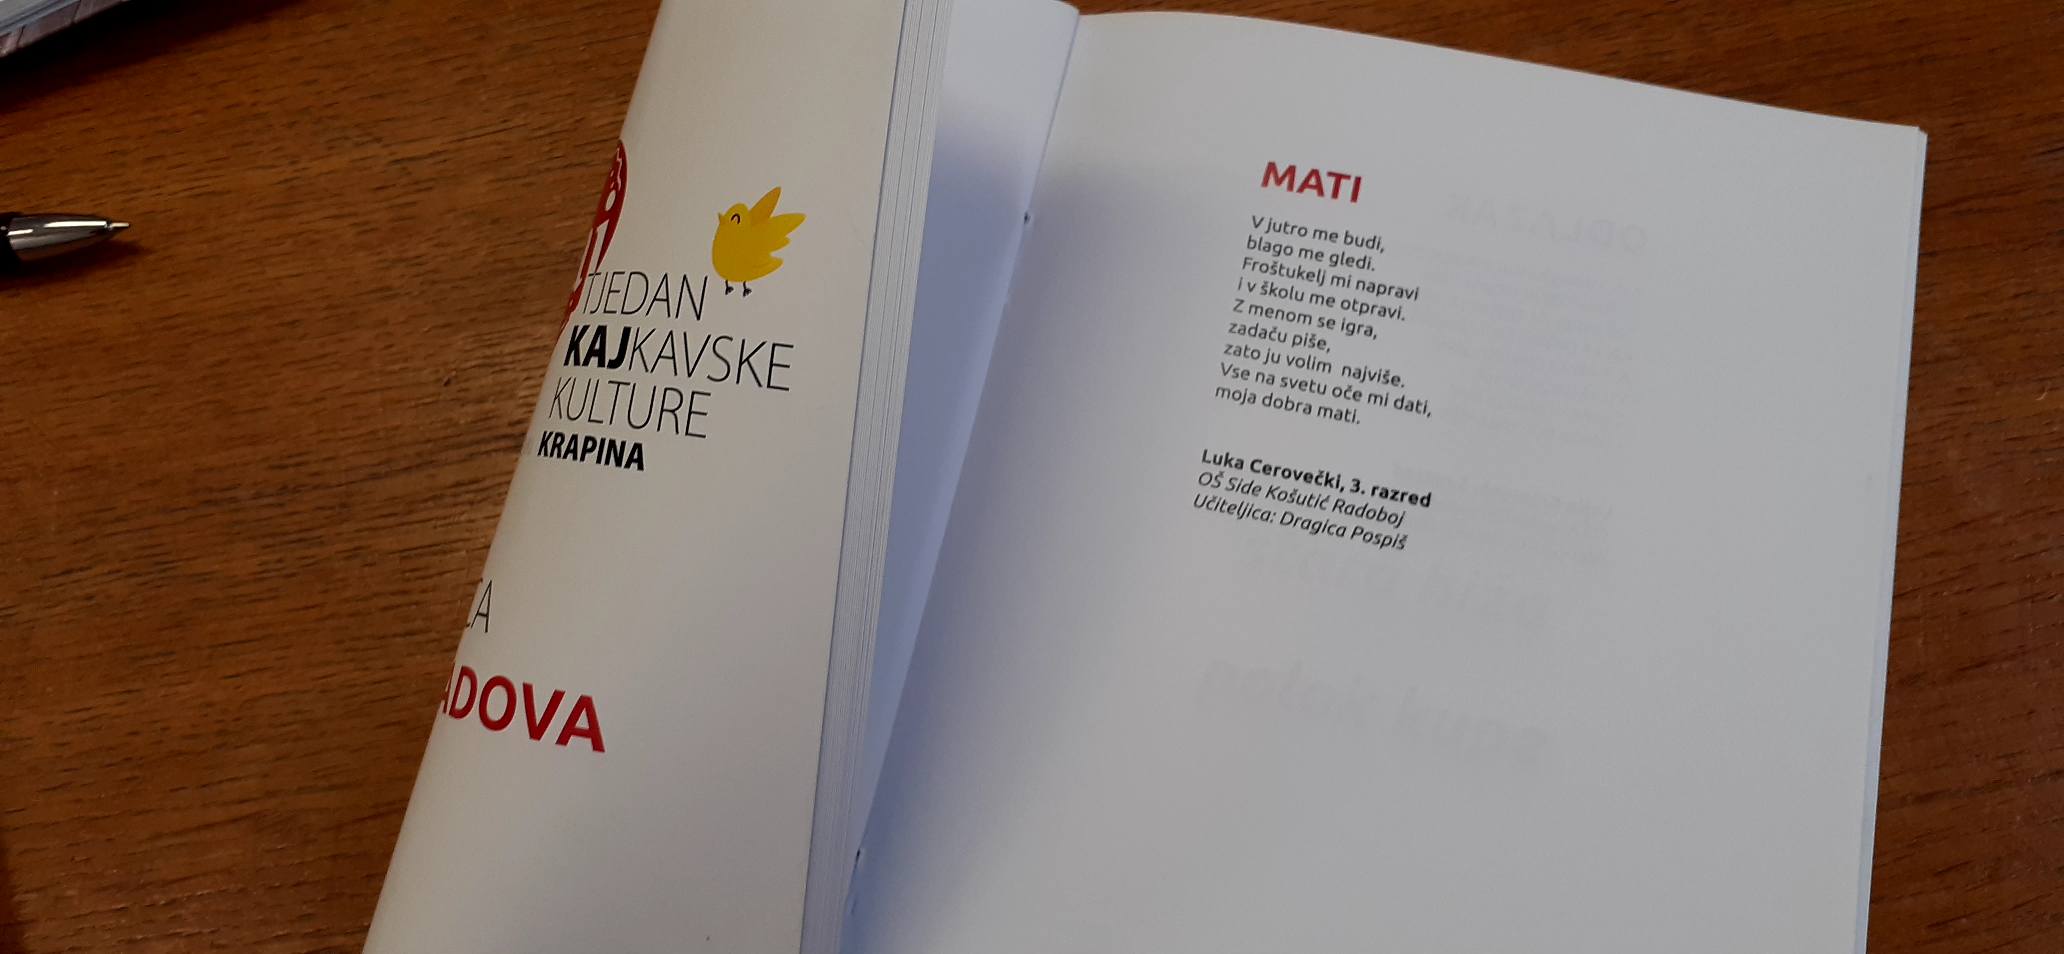 TJEDAN
KAJKAVSKE
KULTURE
KRAPINA
MATI
V jutro me budi,
blago me gledi.
Froštukelj mi napravi
i v školu me otpravi.
Z menom se igra,
zadaču piše,
zato ju volim najviše.
Vse na svetu oče mi dati,
moja dobra mati.
Luka Cerovečki, 3. razred
OŠ Side Košutić Radoboj
Učiteljica: Dragica Pospiš